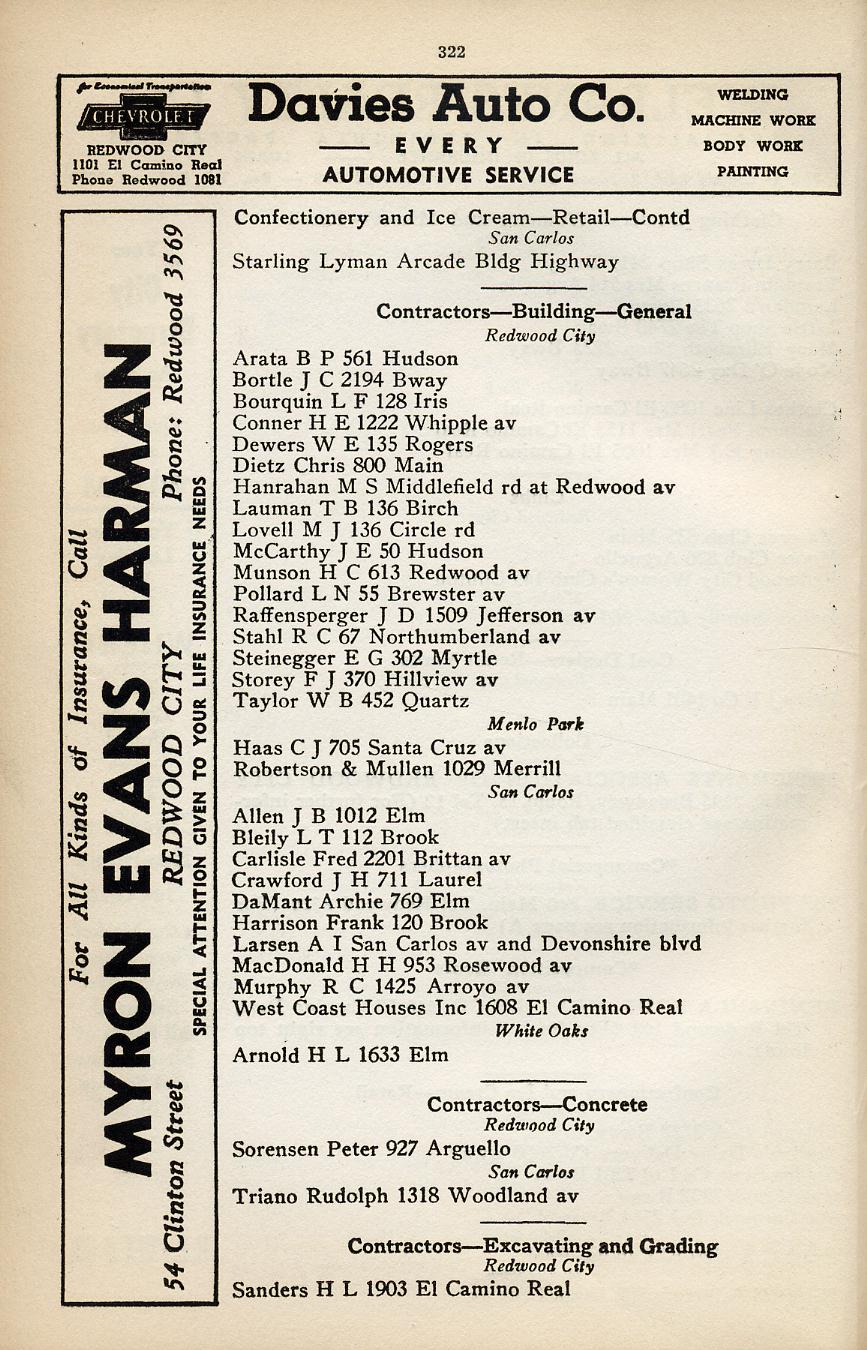 322
for Economical Transportation
CHEVROLET
REDWOOD CITY
1101 El Camino Real
Phone Redwood 1081
Davies Auto Co.
EVERY
AUTOMOTIVE SERVICE
WELDING
MACHINE WORK
BODY WORK
PAINTING
For All Kinds of Insurance, Call
MYRON EVANS HARMAN
54 Clinton Street REDWOOD CITY Phone: Redwood 3569
SPECIAL ATTENTION GIVEN TO YOUR LIFE INSURANCE NEEDS
Confectionery and Ice Cream—Retail—Contd
San Carlos
Starling Lyman Arcade Bldg Highway
Contractors—Building—General
Redwood City
Arata B P 561 Hudson
Bortle J C 2194 Bway
Bourquin L F 128 Iris
Conner H E 1222 Whipple av
Dewers W E 135 Rogers
Dietz Chris 800 Main
Hanrahan M S Middlefield rd at Redwood av
Lauman T B 136 Birch
Lovell M J 136 Circle rd
McCarthy J E 50 Hudson
Munson H C 613 Redwood av
Pollard L N 55 Brewster av
Raffensperger J D 1509 Jefferson av
Stahl R C 67 Northumberland av
Steinegger E G 302 Myrtle
Storey F J 370 Hillview av
Taylor W B 452 Quartz
Menlo Park
Haas C J 705 Santa Cruz av
Robertson & Mullen 1029 Merrill
San Carlos
Allen J B 1012 Elm
Bleily L T 112 Brook
Carlisle Fred 2201 Brittan av
Crawford J H 711 Laurel
DaMant Archie 769 Elm
Harrison Frank 120 Brook
Larsen A I San Carlos av and Devonshire blvd
MacDonald H H 953 Rosewood av
Murphy R C 1425 Arroyo av
West Coast Houses Inc 1608 El Camino Real
White Oaks
Arnold H L 1633 Elm
Contractors—Concrete
Redwood City
Sorensen Peter 927 Arguello
San Carlos
Triano Rudolph 1318 Woodland av
Contractors—Excavating and Grading
Redwood City
Sanders H L 1903 El Camino Real